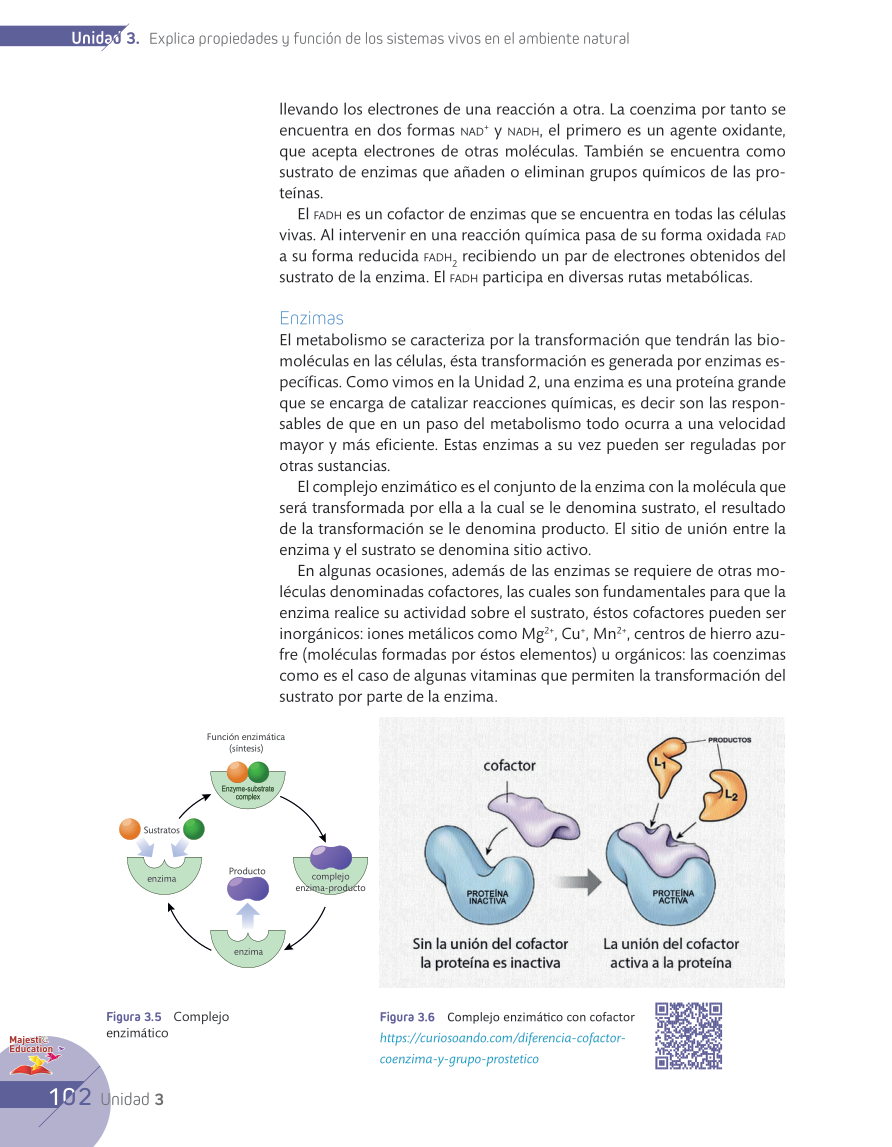 Unidad 3. Explica propiedades y función de los sistemas vivos en el ambiente natural
llevando los electrones de una reacción a otra. La coenzima por tanto se
encuentra en dos formas NAD⁺ y NADH, el primero es un agente oxidante,
que acepta electrones de otras moléculas. También se encuentra como
sustrato de enzimas que añaden o eliminan grupos químicos de las pro-
teínas.
El FADH es un cofactor de enzimas que se encuentra en todas las células
vivas. Al intervenir en una reacción química pasa de su forma oxidada FAD
a su forma reducida FADH₂ recibiendo un par de electrones obtenidos del
sustrato de la enzima. El FADH participa en diversas rutas metabólicas.
Enzimas
El metabolismo se caracteriza por la transformación que tendrán las bio-
moléculas en las células, ésta transformación es generada por enzimas es-
pecíficas. Como vimos en la Unidad 2, una enzima es una proteína grande
que se encarga de catalizar reacciones químicas, es decir son las respon-
sables de que en un paso del metabolismo todo ocurra a una velocidad
mayor y más eficiente. Estas enzimas a su vez pueden ser reguladas por
otras sustancias.
El complejo enzimático es el conjunto de la enzima con la molécula que
será transformada por ella a la cual se le denomina sustrato, el resultado
de la transformación se le denomina producto. El sitio de unión entre la
enzima y el sustrato se denomina sitio activo.
En algunas ocasiones, además de las enzimas se requiere de otras mo-
léculas denominadas cofactores, las cuales son fundamentales para que la
enzima realice su actividad sobre el sustrato, éstos cofactores pueden ser
inorgánicos: iones metálicos como Mg²⁺, Cu⁺, Mn²⁺, centros de hierro azu-
fre (moléculas formadas por éstos elementos) u orgánicos: las coenzimas
como es el caso de algunas vitaminas que permiten la transformación del
sustrato por parte de la enzima.
Función enzimática
(síntesis)
Enzyme-substrate
complex
Sustratos
enzima
Producto
complejo
enzima-producto
enzima
cofactor
PRODUCTOS
L1
L2
PROTEÍNA
INACTIVA
PROTEÍNA
ACTIVA
Sin la unión del cofactor
la proteína es inactiva
La unión del cofactor
activa a la proteína
Figura 3.5 Complejo
enzimático
Figura 3.6 Complejo enzimático con cofactor
https://curiosoando.com/diferencia-cofactor-
coenzima-y-grupo-prostetico
Majestic
Education
102 Unidad 3